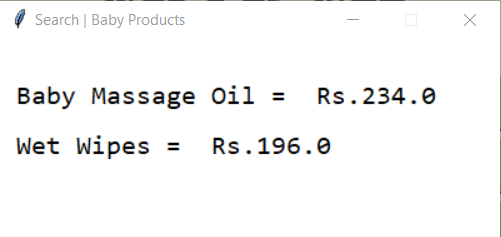 Search | Baby Products
Baby Massage Oil =  Rs.234.0
Wet Wipes =  Rs.196.0